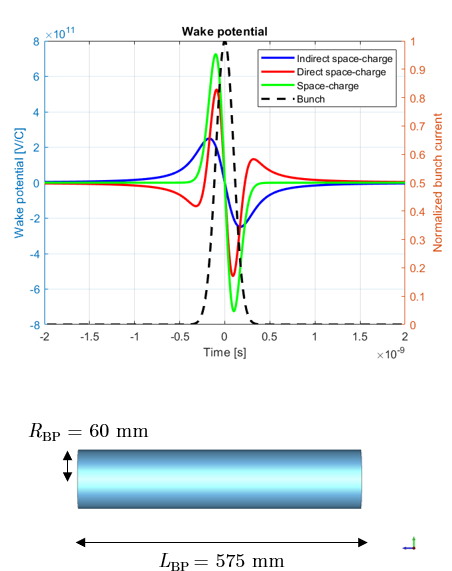 Wake potential
×10¹¹
8
6
4
2
0
-2
-4
-6
-8
Wake potential [V/C]
Indirect space-charge
Direct space-charge
Space-charge
Bunch
1
0.9
0.8
0.7
0.6
0.5
0.4
0.3
0.2
0.1
0
Normalized bunch current
-2 -1.5 -1 -0.5 0 0.5 1 1.5 2
Time [s]
×10⁻⁹
R_BP = 60 mm
L_BP = 575 mm